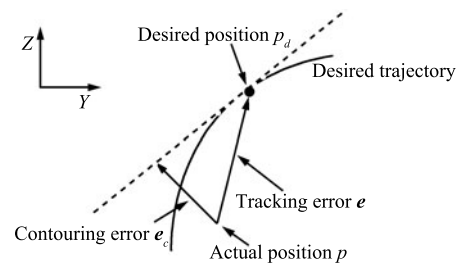 Desired position p_d
Z
Desired trajectory
Y
Tracking error e
Contouring error e_c
Actual position p